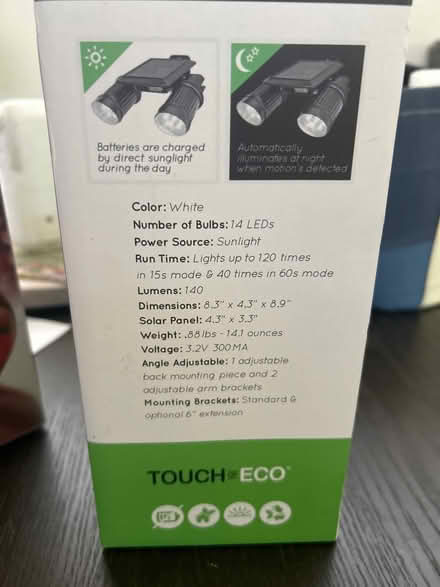 Batteries are charged
by direct sunglight
during the day
Automatically
illuminates at night
when motion's detected
Color: White
Number of Bulbs: 14 LEDs
Power Source: Sunlight
Run Time: Lights up to 120 times
in 15s mode & 40 times in 60s mode
Lumens: 140
Dimensions: 8.3" x 4.3" x 8.9"
Solar Panel: 4.3" x 3.3"
Weight: .88 lbs - 14.1 ounces
Voltage: 3.2V 300MA
Angle Adjustable: 1 adjustable
back mounting piece and 2
adjustable arm brackets
Mounting Brackets: Standard &
optional 6" extension
TOUCH OF ECO